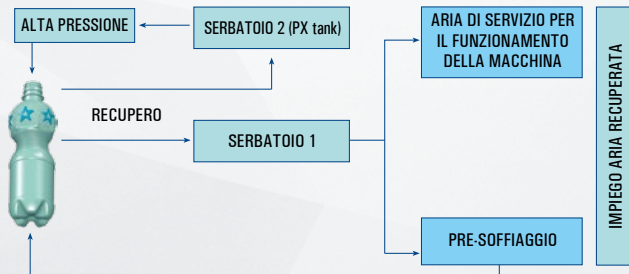 ALTA PRESSIONE
SERBATOIO 2 (PX tank)
ARIA DI SERVIZIO PER
IL FUNZIONAMENTO
DELLA MACCHINA
RECUPERO
SERBATOIO 1
PRE-SOFFIAGGIO
IMPIEGO ARIA RECUPERATA